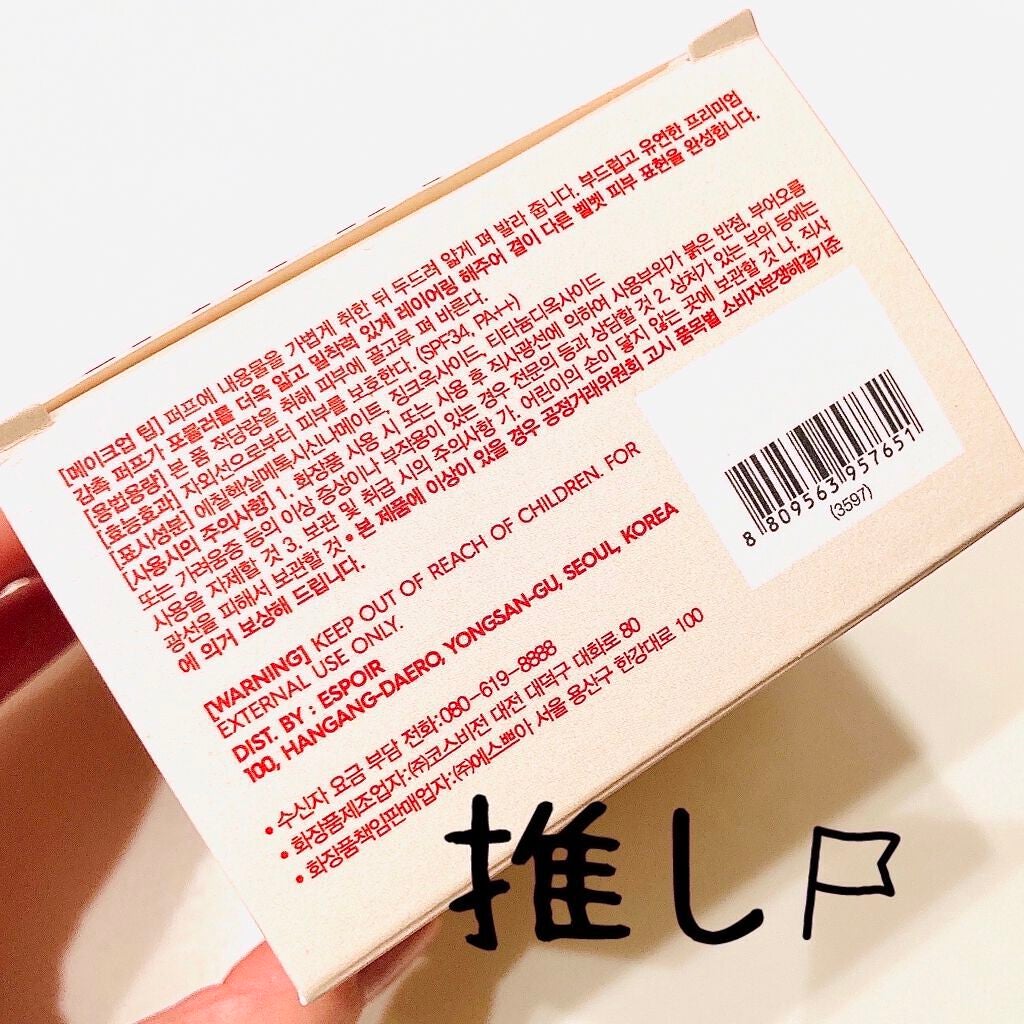 [메이크업 팁] 퍼프에 내용물을 가볍게 취한 뒤 두드려 얇게 펴 발라 줍니다. 부드럽고 유연한 프리미엄
감촉 퍼프가 포뮬러를 더욱 얇고 밀착력 있게 레이어링 해주어 결이 다른 벨벳 피부 표현을 완성합니다.
[용법용량] 본 품 적당량을 취해 피부에 골고루 펴 바른다.
[효능효과] 자외선으로부터 피부를 보호한다. (SPF34, PA++)
[표시성분] 에칠헥실메톡시신나메이트, 징크옥사이드, 티타늄디옥사이드
[사용시의 주의사항] 1. 화장품 사용 시 또는 사용 후 직사광선에 의하여 사용부위가 붉은 반점, 부어오름
또는 가려움증 등의 이상 증상이나 부작용이 있는 경우 전문의 등과 상담할 것 2. 상처가 있는 부위 등에는
사용을 자제할 것 3. 보관 및 취급 시의 주의사항 가. 어린이의 손이 닿지 않는 곳에 보관할 것 나. 직사
광선을 피해서 보관할 것 • 본 제품에 이상이 있을 경우 공정거래위원회 고시 품목별 소비자분쟁해결기준
에 의거 보상해 드립니다.
[WARNING] KEEP OUT OF REACH OF CHILDREN. FOR
EXTERNAL USE ONLY.
DIST. BY : ESPOIR
100, HANGANG-DAERO, YONGSAN-GU, SEOUL, KOREA
• 수신자 요금 부담 전화:080-619-8888
• 화장품제조업자:㈜코스비전 대전 대덕구 대화로 80
• 화장품책임판매업자:㈜에스쁘아 서울 용산구 한강대로 100
8 809563 957651
(3597)
推し